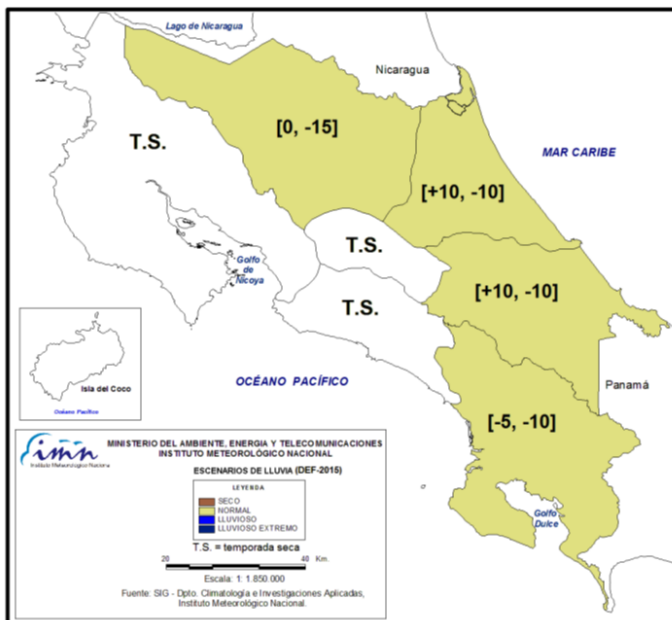 Lago de Nicaragua
Nicaragua
[0, -15]
T.S.
MAR CARIBE
[+10, -10]
T.S.
Golfo
de
Nicoya
[+10, -10]
T.S.
Isla del Coco
Océano Pacífico
OCÉANO PACÍFICO
Panamá
[-5, -10]
Golfo
Dulce
imn
Instituto Meteorológico Nacional
MINISTERIO DEL AMBIENTE, ENERGIA Y TELECOMUNICACIONES
INSTITUTO METEOROLÓGICO NACIONAL
ESCENARIOS DE LLUVIA (DEF-2015)
LEYENDA
SECO
NORMAL
LLUVIOSO
LLUVIOSO EXTREMO
T.S. = temporada seca
20 0 40 Km.
Escala: 1: 1.850.000
Fuente: SIG - Dpto. Climatología e Investigaciones Aplicadas,
Instituto Meteorológico Nacional.